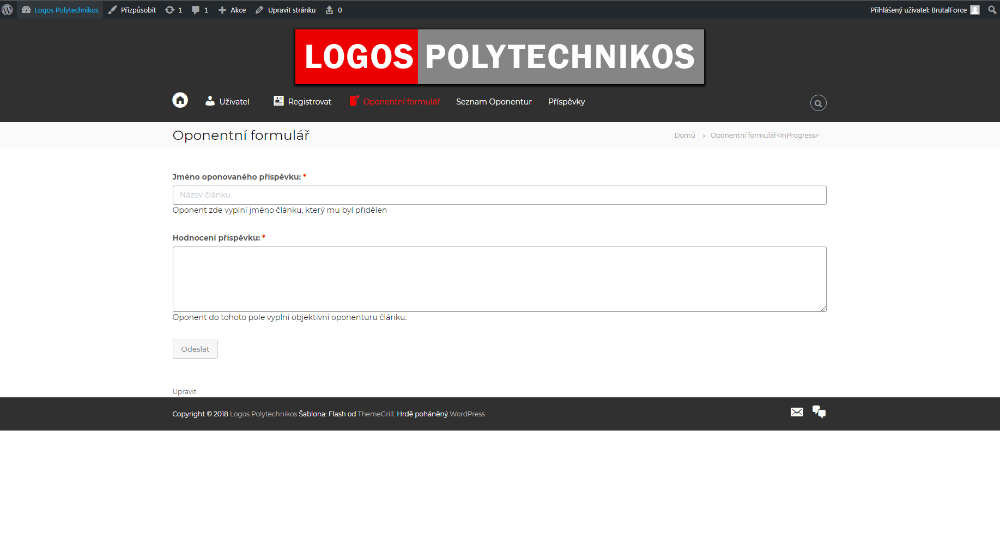 Logos Polytechnikos Přizpůsobit 1 1 Akce Upravit stránku 0 Přihlášený uživatel: BrutalForce
LOGOS POLYTECHNIKOS
Uživatel Registrovat Oponentní formulář Seznam Oponentur Příspěvky
Oponentní formulář Domů > Oponentní formulář<InProgress>
Jméno oponovaného příspěvku: *
Název článku
Oponent zde vyplní jméno článku, který mu byl přidělen
Hodnocení příspěvku: *
Oponent do tohoto pole vyplní objektivní oponenturu článku.
Odeslat
Upravit
Copyright © 2018 Logos Polytechnikos Šablona: Flash od ThemeGrill. Hrdě poháněný WordPress